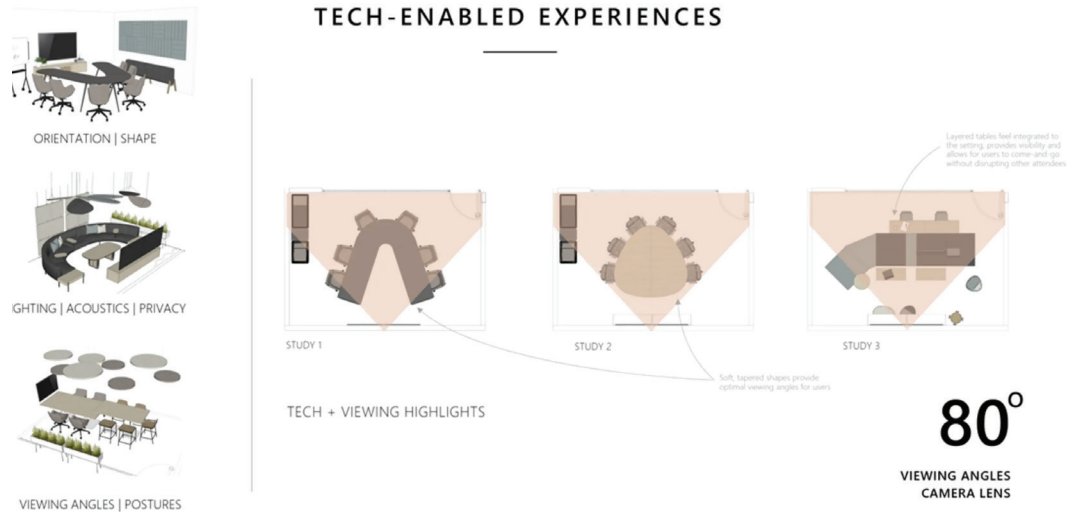 TECH-ENABLED EXPERIENCES
ORIENTATION | SHAPE
GHTING | ACOUSTICS | PRIVACY
VIEWING ANGLES | POSTURES
Layered tables feel integrated to
the setting, provides visibility and
allows for users to come-and-go
without disrupting other attendees
STUDY 1
STUDY 2
STUDY 3
Soft, tapered shapes provide
optimal viewing angles for users
TECH + VIEWING HIGHLIGHTS
80°
VIEWING ANGLES
CAMERA LENS